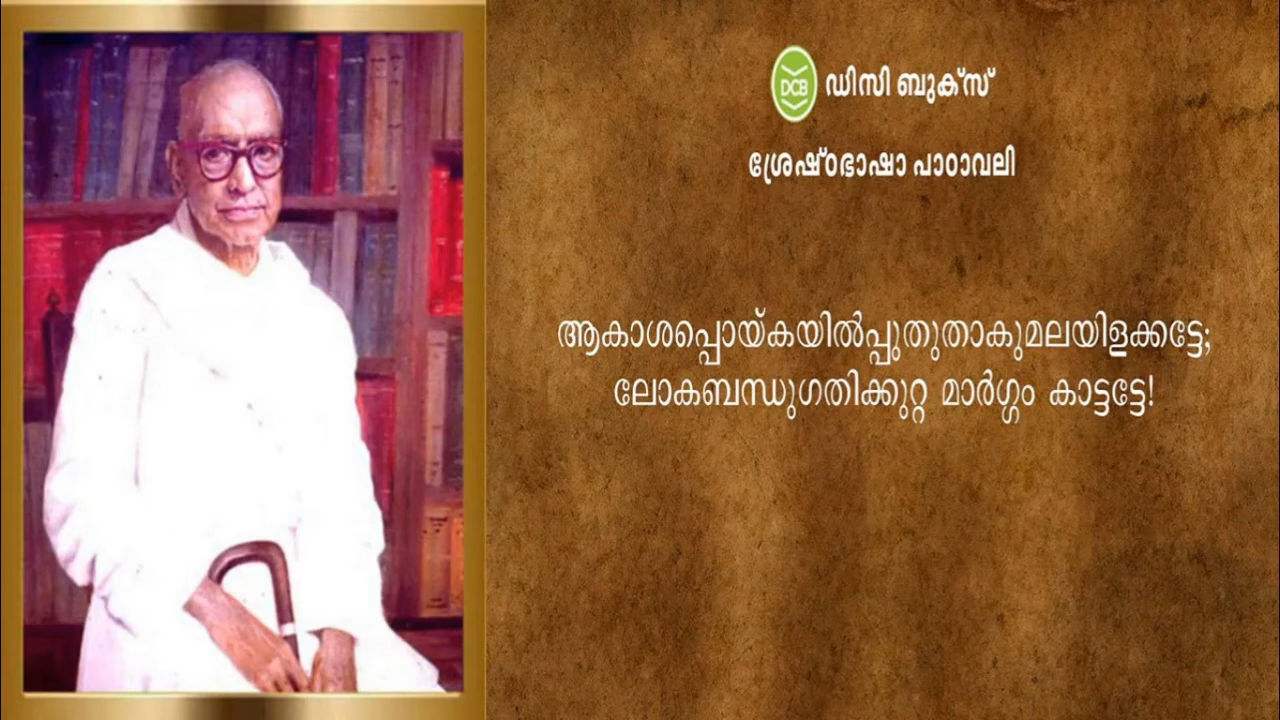 DCB ഡിസി ബുക്സ്
ശ്രേഷ്ഠഭാഷാ പാഠാവലി
ആകാശപ്പൊയ്കയിൽപ്പുതുതാകുമലയിളക്കട്ടേ;
ലോകബന്ധുഗതിക്കുറ്റ മാർഗ്ഗം കാട്ടട്ടേ!